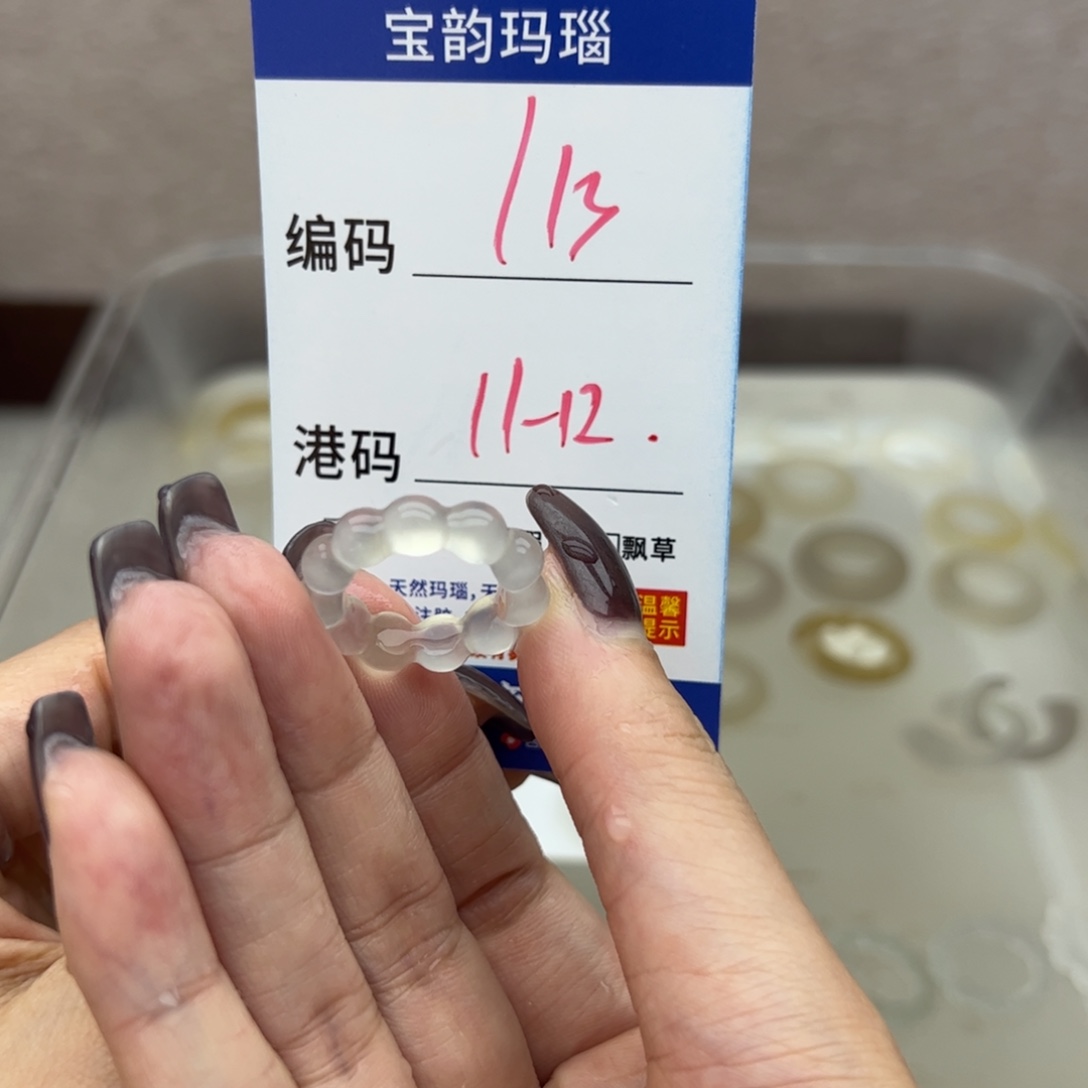 宝韵玛瑙
编码 113
港码 11-12.
飘草
天然玛瑙,天
温馨
提示